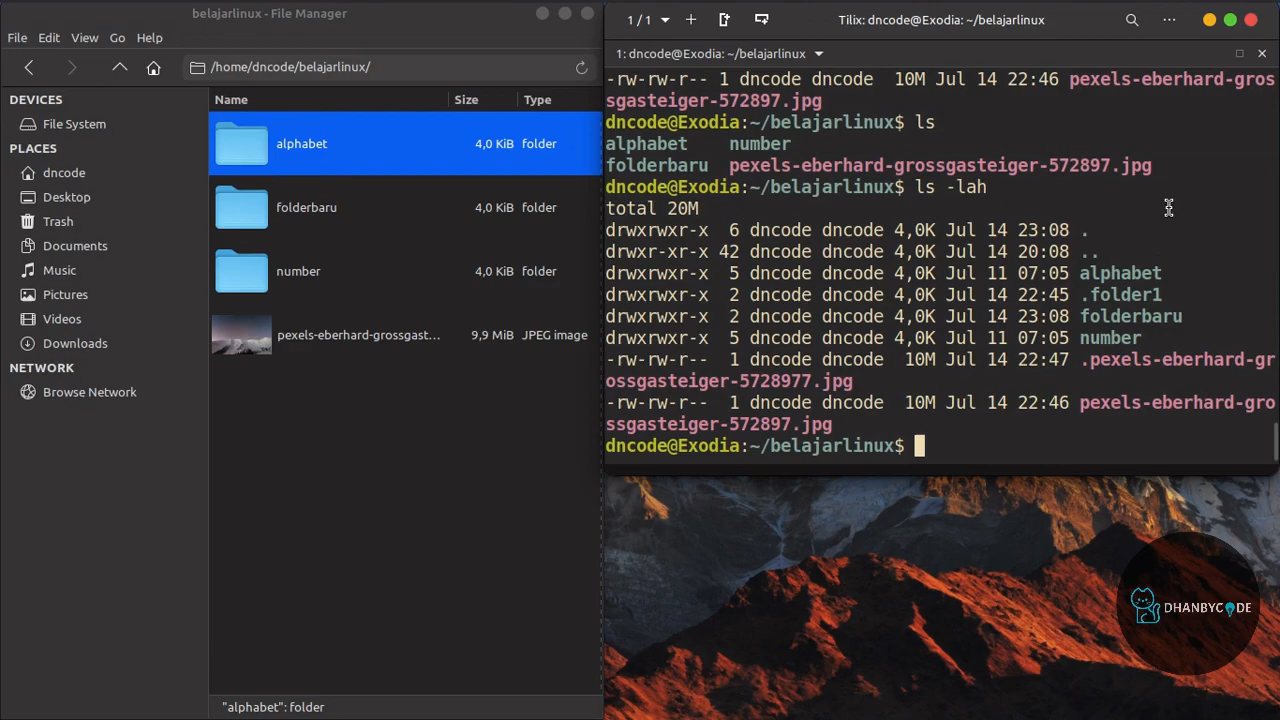 belajarlinux - File Manager
File Edit View Go Help
/home/dncode/belajarlinux/
DEVICES
File System
PLACES
dncode
Desktop
Trash
Documents
Music
Pictures
Videos
Downloads
NETWORK
Browse Network
Name Size Type
alphabet 4,0 KiB folder
folderbaru 4,0 KiB folder
number 4,0 KiB folder
pexels-eberhard-grossgast... 9,9 MiB JPEG image
"alphabet": folder
1 / 1 Tilix: dncode@Exodia: ~/belajarlinux
1: dncode@Exodia: ~/belajarlinux
-rw-rw-r-- 1 dncode dncode 10M Jul 14 22:46 pexels-eberhard-gros
sgasteiger-572897.jpg
dncode@Exodia:~/belajarlinux$ ls
alphabet number
folderbaru pexels-eberhard-grossgasteiger-572897.jpg
dncode@Exodia:~/belajarlinux$ ls -lah
total 20M
drwxrwxr-x 6 dncode dncode 4,0K Jul 14 23:08 .
drwxr-xr-x 42 dncode dncode 4,0K Jul 14 20:08 ..
drwxrwxr-x 5 dncode dncode 4,0K Jul 11 07:05 alphabet
drwxrwxr-x 2 dncode dncode 4,0K Jul 14 22:45 .folder1
drwxrwxr-x 2 dncode dncode 4,0K Jul 14 23:08 folderbaru
drwxrwxr-x 5 dncode dncode 4,0K Jul 11 07:05 number
-rw-rw-r-- 1 dncode dncode 10M Jul 14 22:47 .pexels-eberhard-gr
ossgasteiger-5728977.jpg
-rw-rw-r-- 1 dncode dncode 10M Jul 14 22:46 pexels-eberhard-gro
ssgasteiger-572897.jpg
dncode@Exodia:~/belajarlinux$
DHANBYCODE